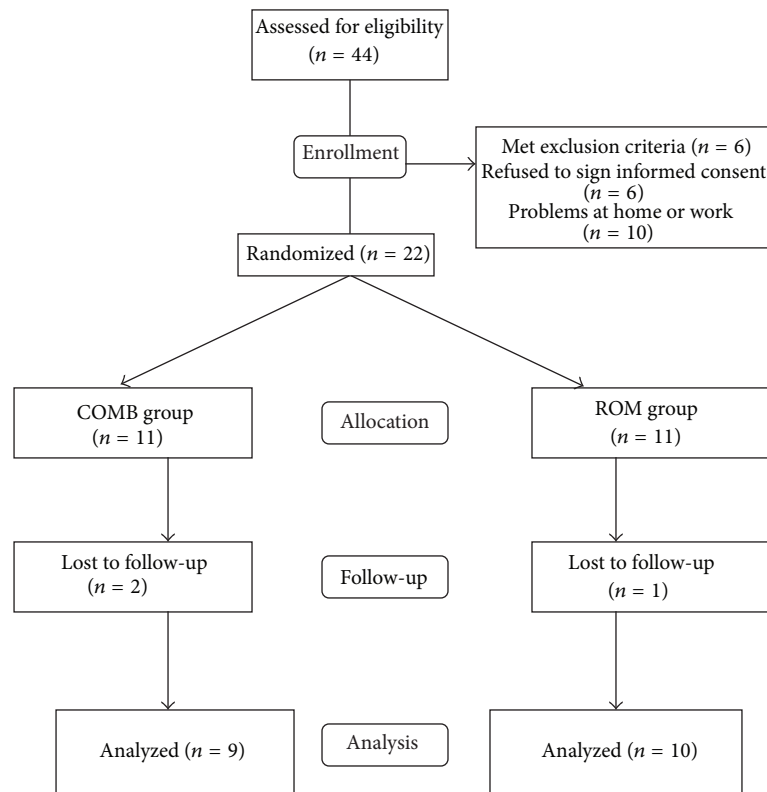 Assessed for eligibility
(n = 44)
Enrollment
Met exclusion criteria (n = 6)
Refused to sign informed consent
(n = 6)
Problems at home or work
(n = 10)
Randomized (n = 22)
COMB group
(n = 11)
Allocation
ROM group
(n = 11)
Lost to follow-up
(n = 2)
Follow-up
Lost to follow-up
(n = 1)
Analyzed (n = 9)
Analysis
Analyzed (n = 10)